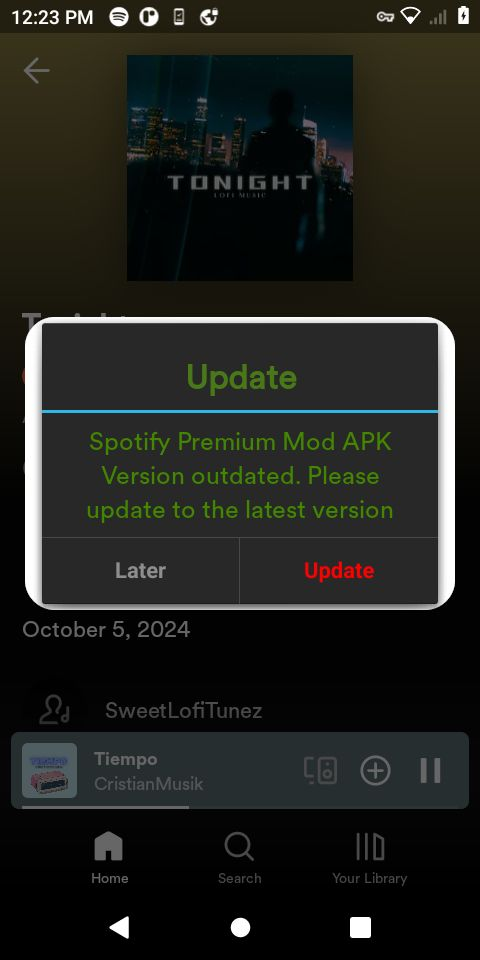 12:23 PM
TONIGHT
LOFI MUSIC
Update
Spotify Premium Mod APK
Version outdated. Please
update to the latest version
Later
Update
October 5, 2024
SweetLofiTunez
TIEMPO
Tiempo
CristianMusik
Home
Search
Your Library